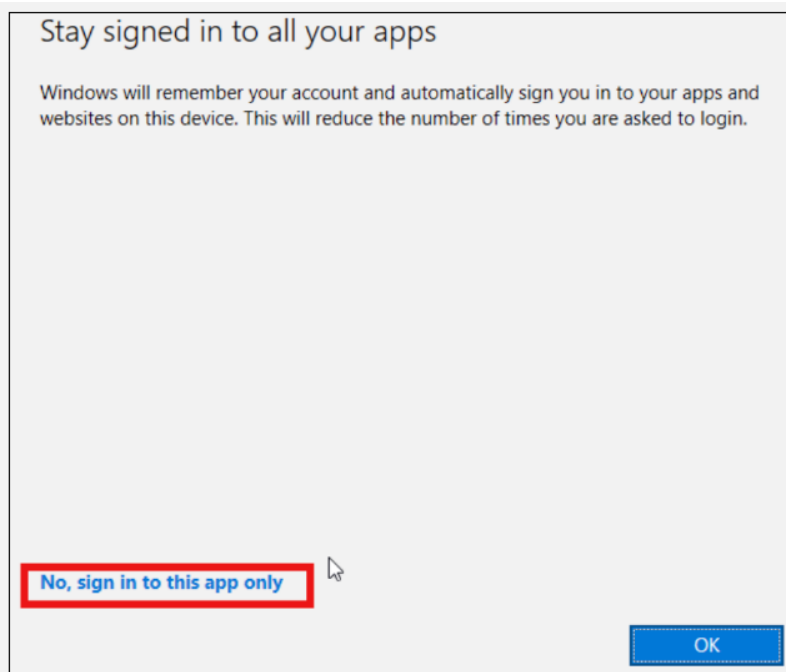 Stay signed in to all your apps
Windows will remember your account and automatically sign you in to your apps and
websites on this device. This will reduce the number of times you are asked to login.
No, sign in to this app only
OK